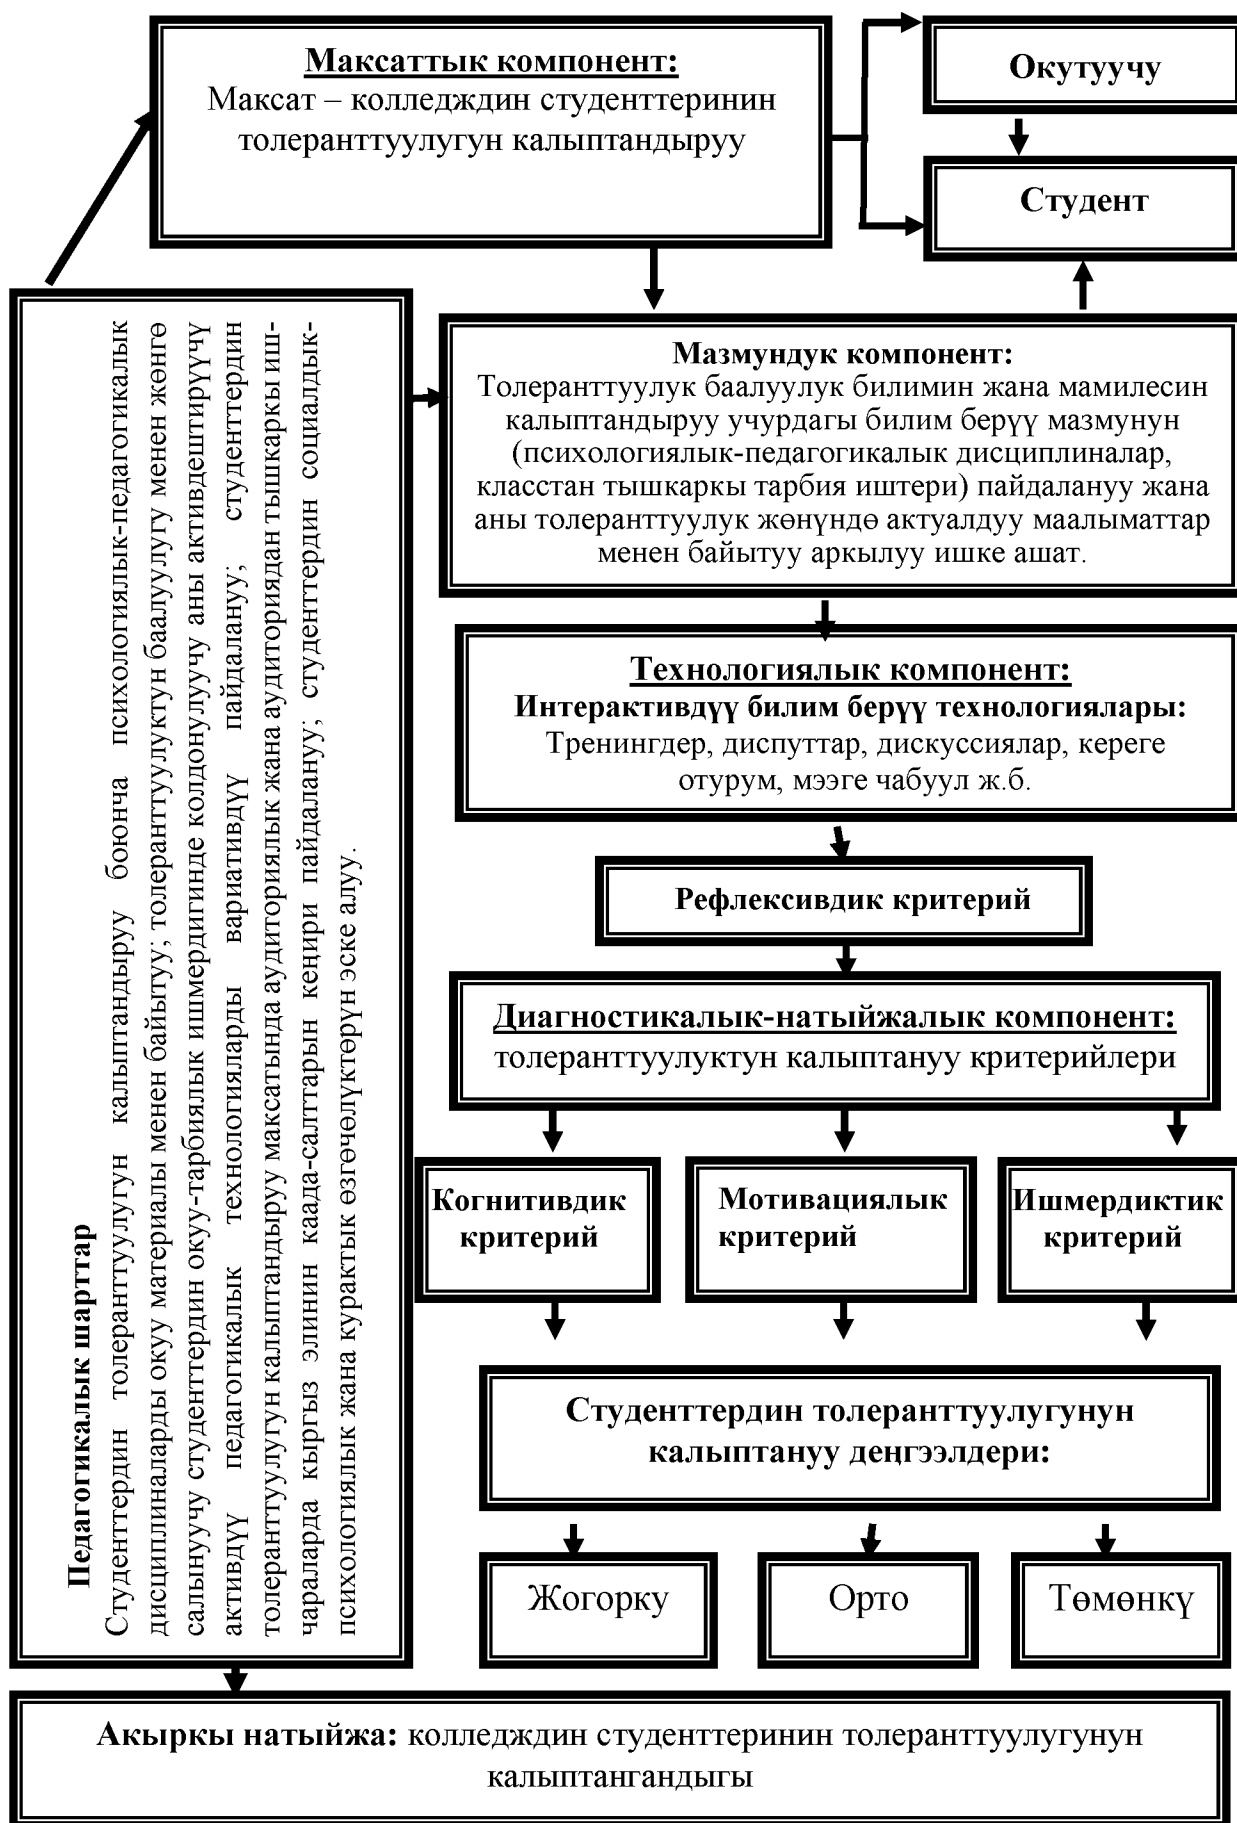 Максаттык компонент:
Максат – колледждин студенттеринин
толеранттуулугун калыптандыруу
Окутуучу
Студент
Педагогикалык шарттар
Студенттердин толеранттуулугун калыптандыруу боюнча психологиялык-педагогикалык
дисциплиналарды окуу материалы менен байытуу; толеранттуулуктун баалуулугу менен жөнгө
салынуучу студенттердин окуу-тарбиялык ишмердигинде колдонулуучу аны активдештирүүчү
активдүү педагогикалык технологияларды вариативдүү пайдалануу; студенттердин
толеранттуулугун калыптандыруу максатында аудиториялык жана аудиториядан тышкаркы иш-
чараларда кыргыз элинин каада-салттарын кеңири пайдалануу; студенттердин социалдык-
психологиялык жана курактык өзгөчөлүктөрүн эске алуу.
Мазмундук компонент:
Толеранттуулук баалуулук билимин жана мамилесин
калыптандыруу учурдагы билим берүү мазмунун
(психологиялык-педагогикалык дисциплиналар,
класстан тышкаркы тарбия иштери) пайдалануу жана
аны толеранттуулук жөнүндө актуалдуу маалыматтар
менен байытуу аркылуу ишке ашат.
Технологиялык компонент:
Интерактивдүү билим берүү технологиялары:
Тренингдер, диспуттар, дискуссиялар, кереге
отурум, мээге чабуул ж.б.
Рефлексивдик критерий
Диагностикалык-натыйжалык компонент:
толеранттуулуктун калыптануу критерийлери
Когнитивдик
критерий
Мотивациялык
критерий
Ишмердиктик
критерий
Студенттердин толеранттуулугунун
калыптануу деңгээлдери:
Жогорку
Орто
Төмөнкү
Акыркы натыйжа: колледждин студенттеринин толеранттуулугунун
калыптангандыгы